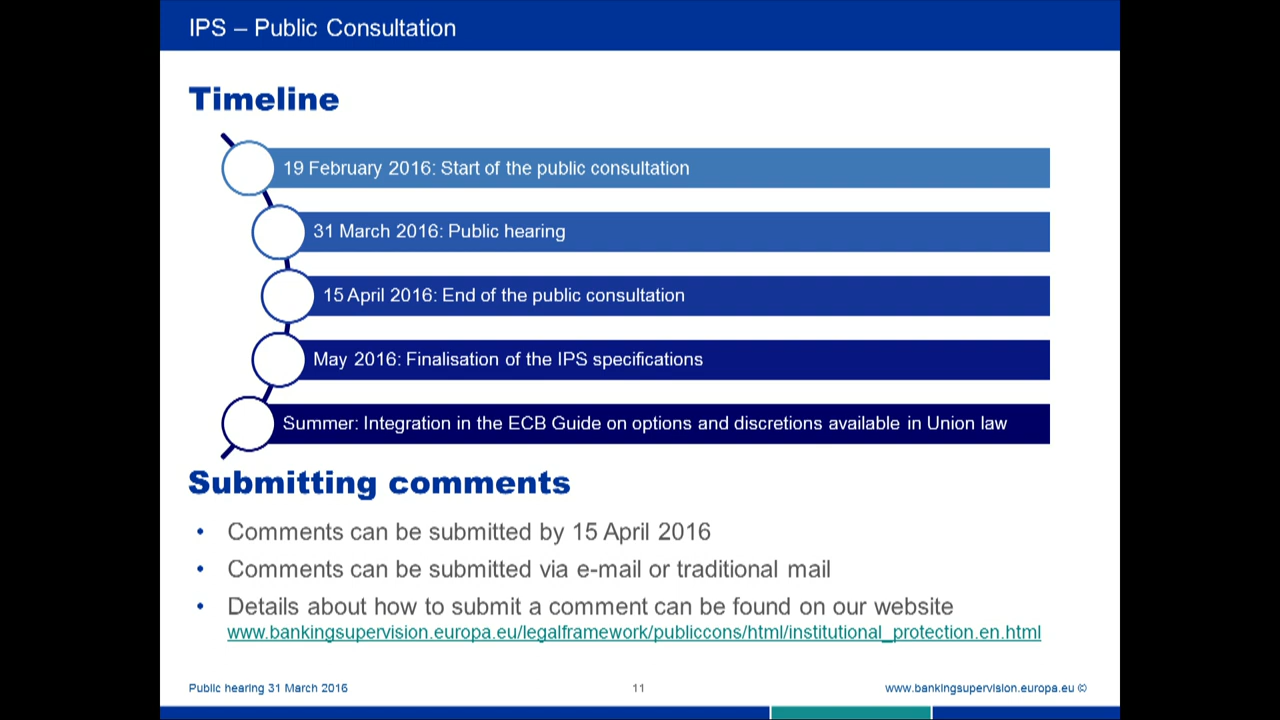 IPS – Public Consultation
Timeline
19 February 2016: Start of the public consultation
31 March 2016: Public hearing
15 April 2016: End of the public consultation
May 2016: Finalisation of the IPS specifications
Summer: Integration in the ECB Guide on options and discretions available in Union law
Submitting comments
• Comments can be submitted by 15 April 2016
• Comments can be submitted via e-mail or traditional mail
• Details about how to submit a comment can be found on our website
www.bankingsupervision.europa.eu/legalframework/publiccons/html/institutional_protection.en.html
Public hearing 31 March 2016
11
www.bankingsupervision.europa.eu ©